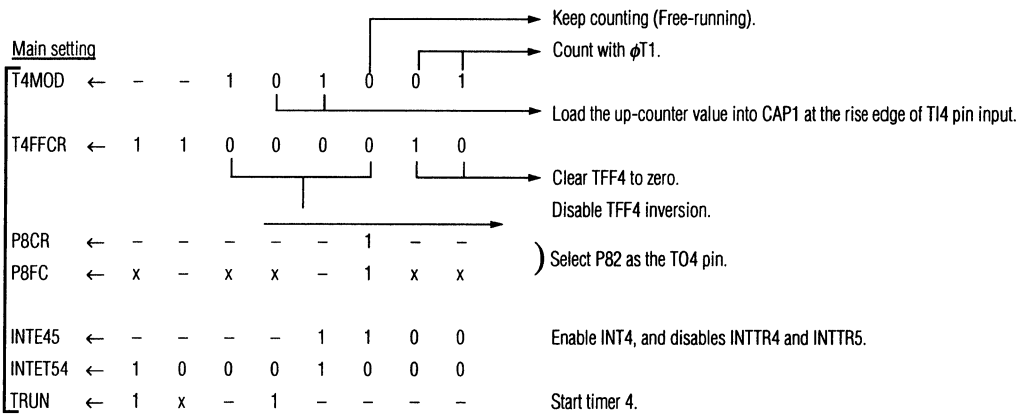 Keep counting (Free-running).
Main setting
Count with ϕT1.
T4MOD ← – – 1 0 1 0 0 1
Load the up-counter value into CAP1 at the rise edge of TI4 pin input.
T4FFCR ← 1 1 0 0 0 0 1 0
Clear TFF4 to zero.
Disable TFF4 inversion.
P8CR ← – – – – – 1 – –
P8FC ← x – x x – 1 x x
) Select P82 as the TO4 pin.
INTE45 ← – – – – 1 1 0 0 Enable INT4, and disables INTTR4 and INTTR5.
INTET54 ← 1 0 0 0 1 0 0 0
TRUN ← 1 x – 1 – – – – Start timer 4.